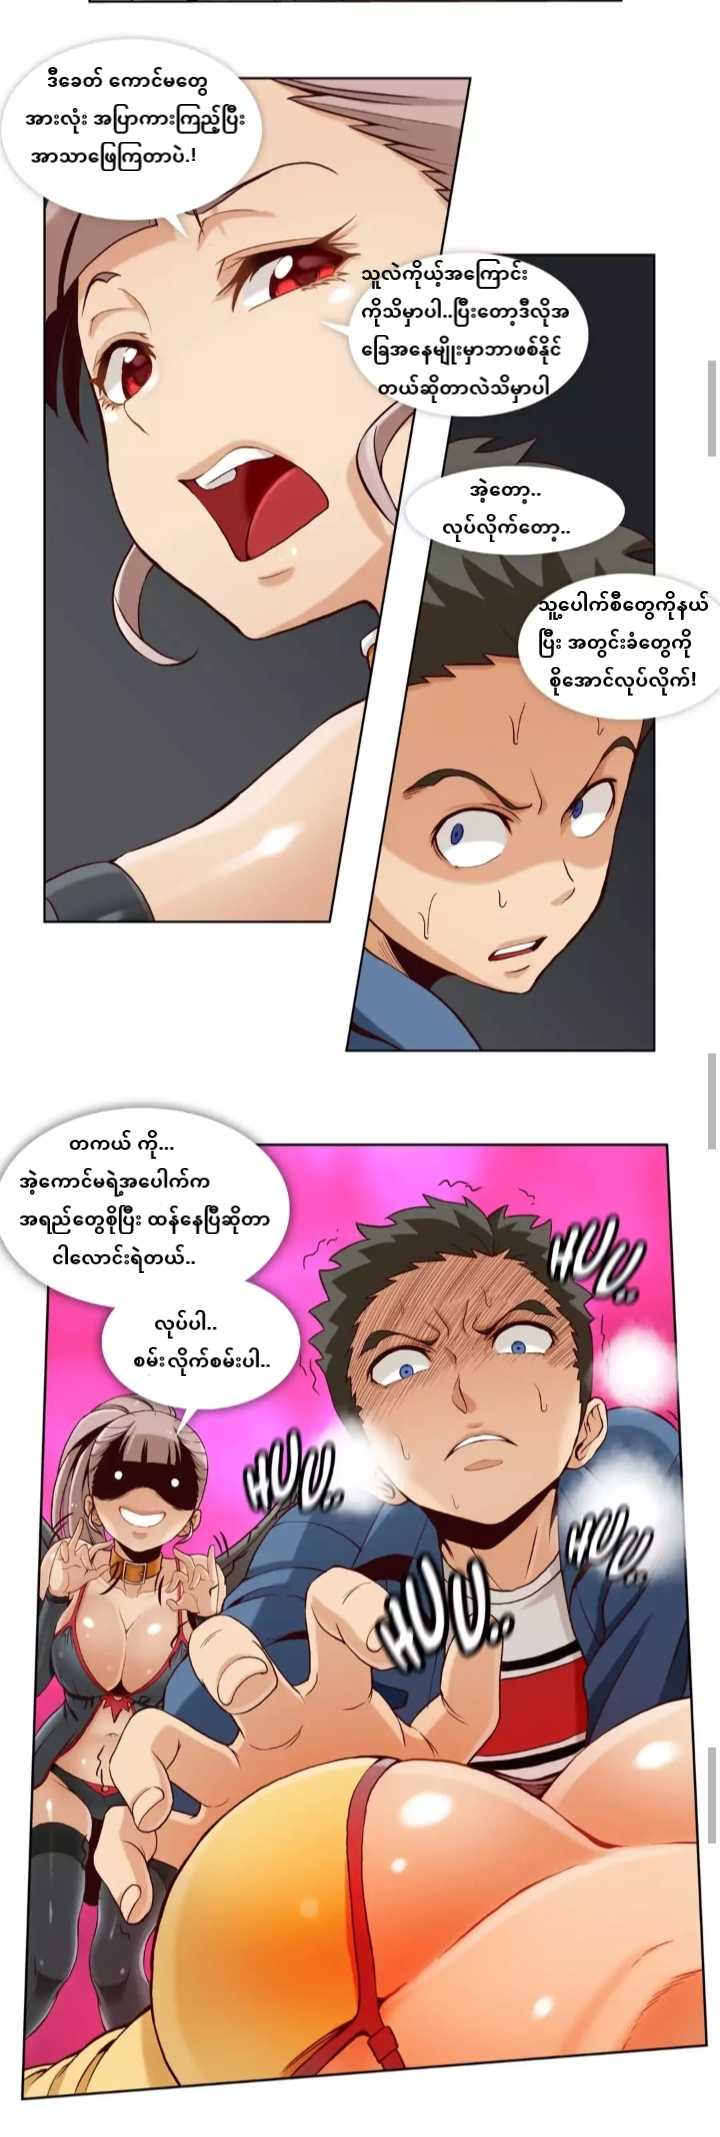 ဒီခေတ် ကောင်မတွေ
အားလုံး အပြာကားကြည့်ပြီး
အာသာဖြေကြတာပဲ.!
သူလဲကိုယ့်အကြောင်း
ကိုသိမှာပါ..ပြီးတော့ဒီလိုအ
ခြေအနေမျိုးမှာဘာဖစ်နိုင်
တယ်ဆိုတာလဲသိမှာပါ
အဲ့တော့..
လုပ်လိုက်တော့..
သူ့ပေါက်စီတွေကိုနယ်
ပြီး အတွင်းခံတွေကို
စိုအောင်လုပ်လိုက်!
တကယ် ကို...
အဲ့ကောင်မရဲ့အပေါက်က
အရည်တွေစိုပြီး ထန်နေပြီဆိုတာ
ငါလောင်းရဲတယ်..
လုပ်ပါ..
စမ်းလိုက်စမ်းပါ..
HUU..
HUU..
HUU..
HUU..